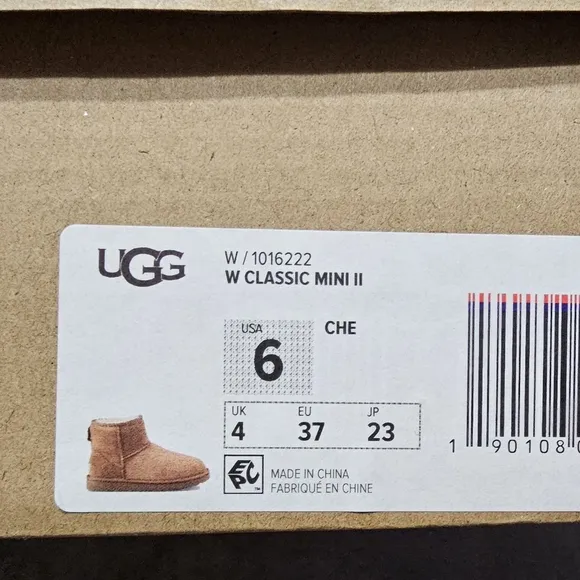 UGG
W / 1016222
W CLASSIC MINI II
USA
6
CHE
UK EU JP
4 37 23
EPC™
MADE IN CHINA
FABRIQUÉ EN CHINE
1 90108